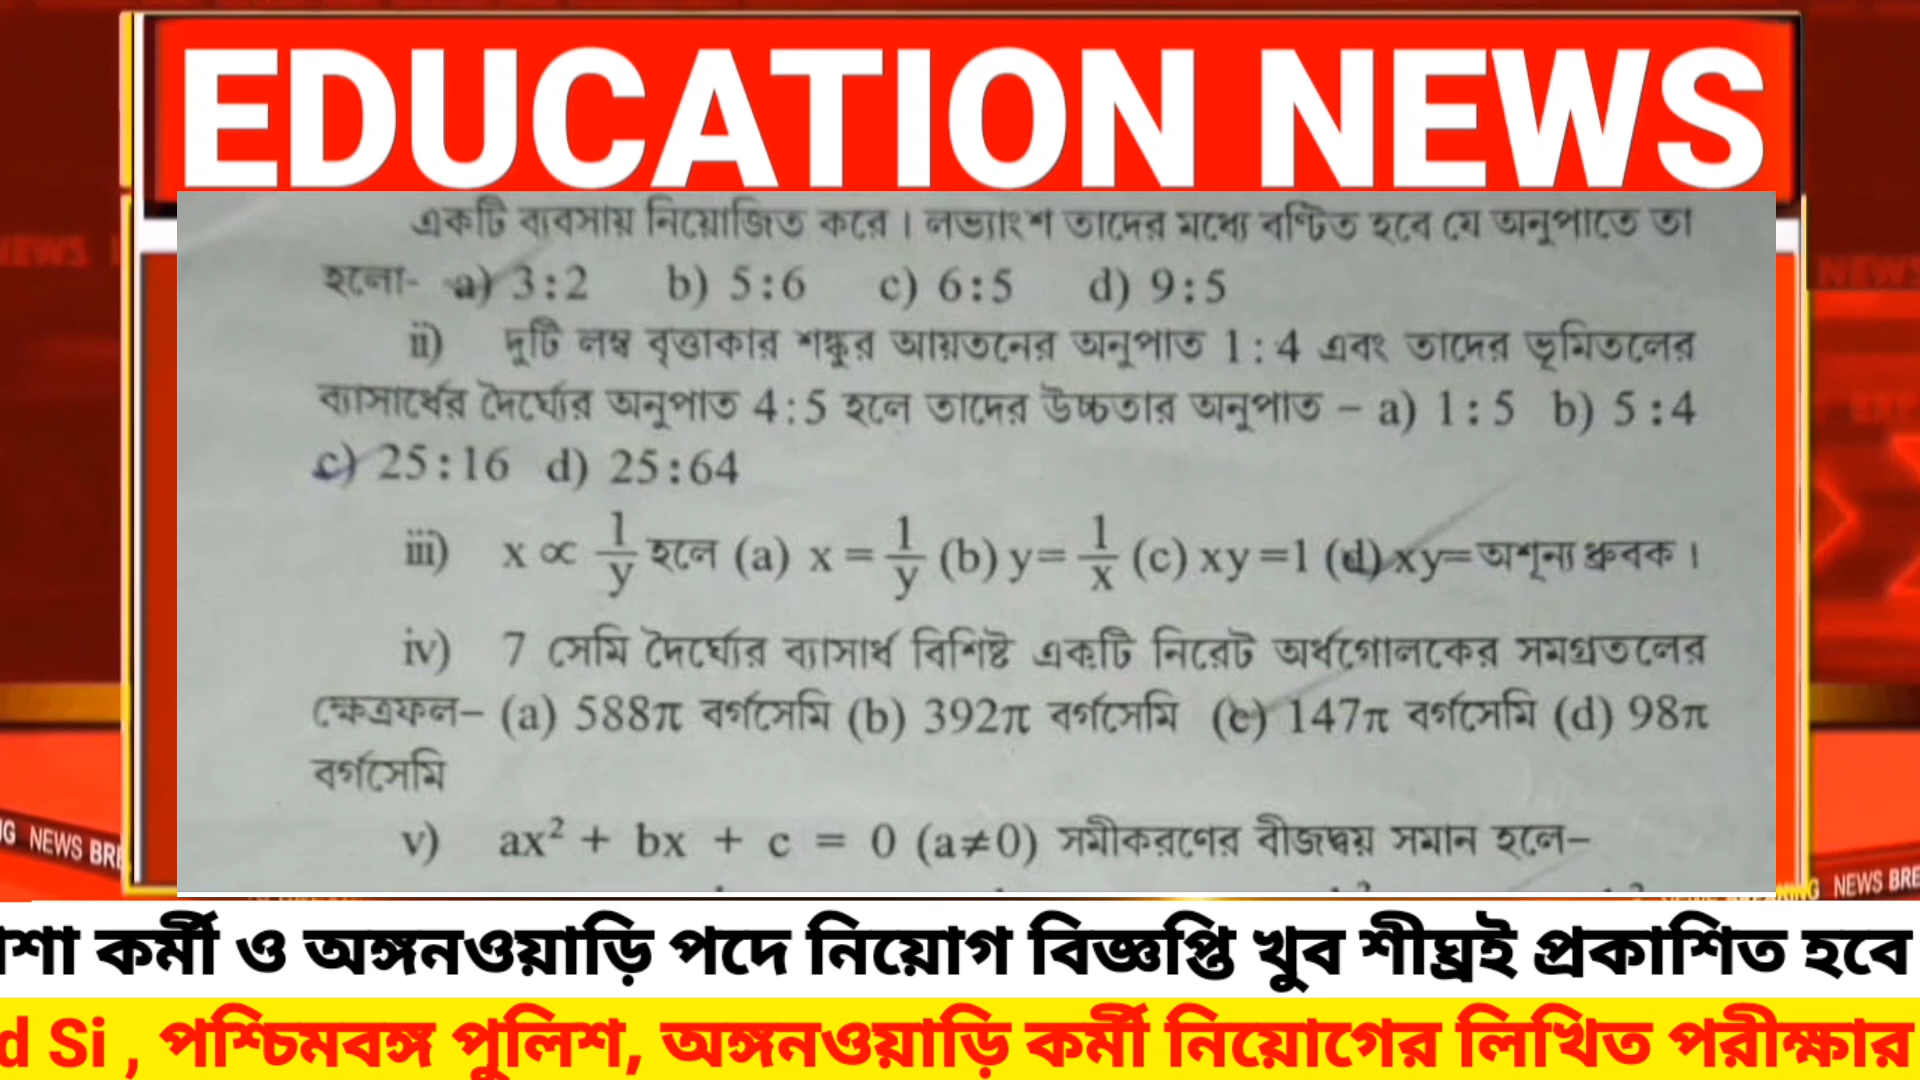 EDUCATION NEWS
একটি ব্যবসায় নিয়োজিত করে। লভ্যাংশ তাদের মধ্যে বণ্টিত হবে যে অনুপাতে তা
হলো- a) 3:2 b) 5:6 c) 6:5 d) 9:5
ii) দুটি লম্ব বৃত্তাকার শঙ্কুর আয়তনের অনুপাত 1:4 এবং তাদের ভূমিতলের
ব্যাসার্ধের দৈর্ঘ্যের অনুপাত 4:5 হলে তাদের উচ্চতার অনুপাত – a) 1:5 b) 5:4
c) 25:16 d) 25:64
iii) x ∝ 1/y হলে (a) x = 1/y (b) y= 1/x (c) xy=1 (d) xy=অশূন্য ধ্রুবক।
iv) 7 সেমি দৈর্ঘ্যের ব্যাসার্ধ বিশিষ্ট একটি নিরেট অর্ধগোলকের সমগ্রতলের
ক্ষেত্রফল– (a) 588π বর্গসেমি (b) 392π বর্গসেমি (c) 147π বর্গসেমি (d) 98π
বর্গসেমি
v) ax² + bx + c = 0 (a≠0) সমীকরণের বীজদ্বয় সমান হলে–
NEWS BRE
NEWS BRE
শা কর্মী ও অঙ্গনওয়াড়ি পদে নিয়োগ বিজ্ঞপ্তি খুব শীঘ্রই প্রকাশিত হবে
d Si , পশ্চিমবঙ্গ পুলিশ, অঙ্গনওয়াড়ি কর্মী নিয়োগের লিখিত পরীক্ষার